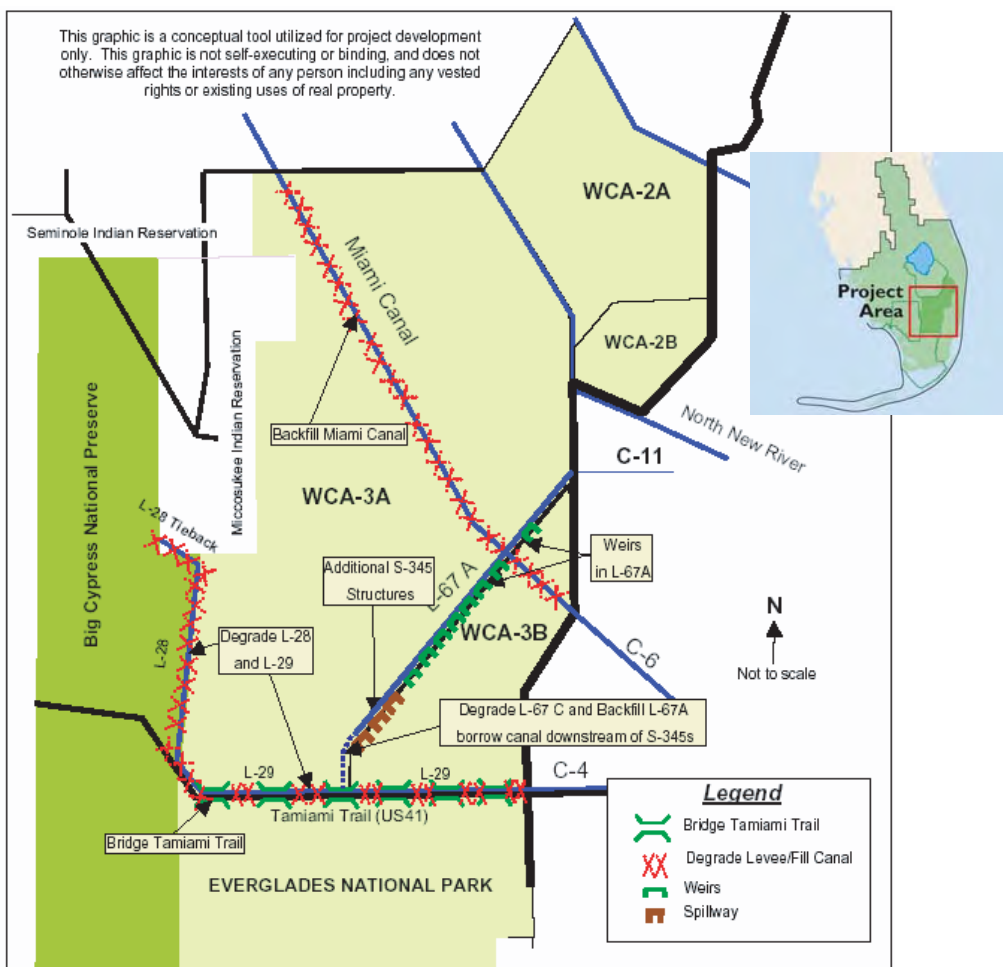 This graphic is a conceptual tool utilized for project development
only. This graphic is not self-executing or binding, and does not
otherwise affect the interests of any person including any vested
rights or existing uses of real property.
WCA-2A
Seminole Indian Reservation
Miami Canal
Project
Area
WCA-2B
Miccosukee Indian Reservation
Big Cypress National Preserve
Backfill Miami Canal
North New River
C-11
WCA-3A
L-28 Tieback
Weirs
in L-67A
Additional S-345
Structures
L-67 A
WCA-3B
N
Not to scale
L-28
Degrade L-28
and L-29
C-6
Degrade L-67 C and Backfill L-67A
borrow canal downstream of S-345s
L-29
L-29
C-4
Tamiami Trail (US41)
Bridge Tamiami Trail
EVERGLADES NATIONAL PARK
Legend
Bridge Tamiami Trail
Degrade Levee/Fill Canal
Weirs
Spillway